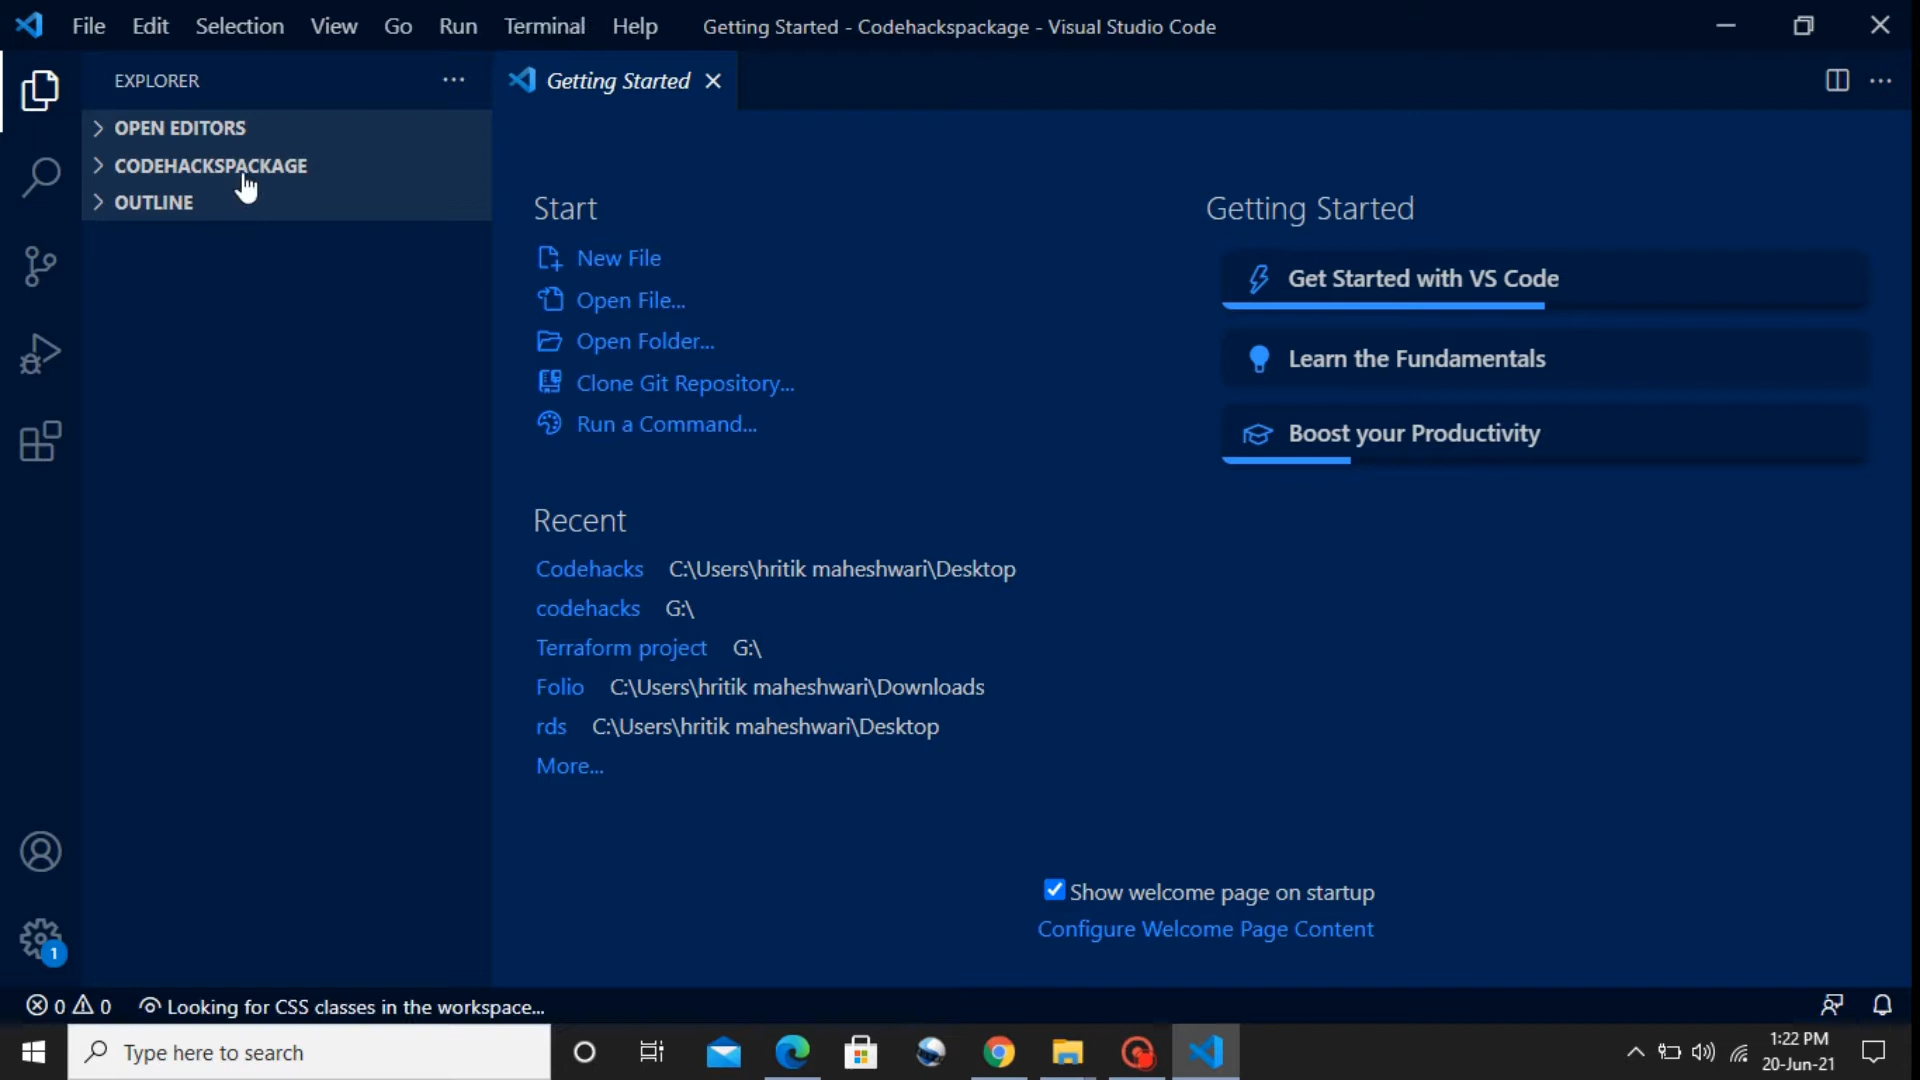 File Edit Selection View Go Run Terminal Help Getting Started - Codehackspackage - Visual Studio Code
EXPLORER
OPEN EDITORS
CODEHACKSPACKAGE
OUTLINE
Getting Started
Start
New File
Open File...
Open Folder...
Clone Git Repository...
Run a Command...
Recent
Codehacks C:\Users\hritik maheshwari\Desktop
codehacks G:\
Terraform project G:\
Folio C:\Users\hritik maheshwari\Downloads
rds C:\Users\hritik maheshwari\Desktop
More...
Getting Started
Get Started with VS Code
Learn the Fundamentals
Boost your Productivity
Show welcome page on startup
Configure Welcome Page Content
1
0 0 Looking for CSS classes in the workspace...
Type here to search
1:22 PM
20-Jun-21